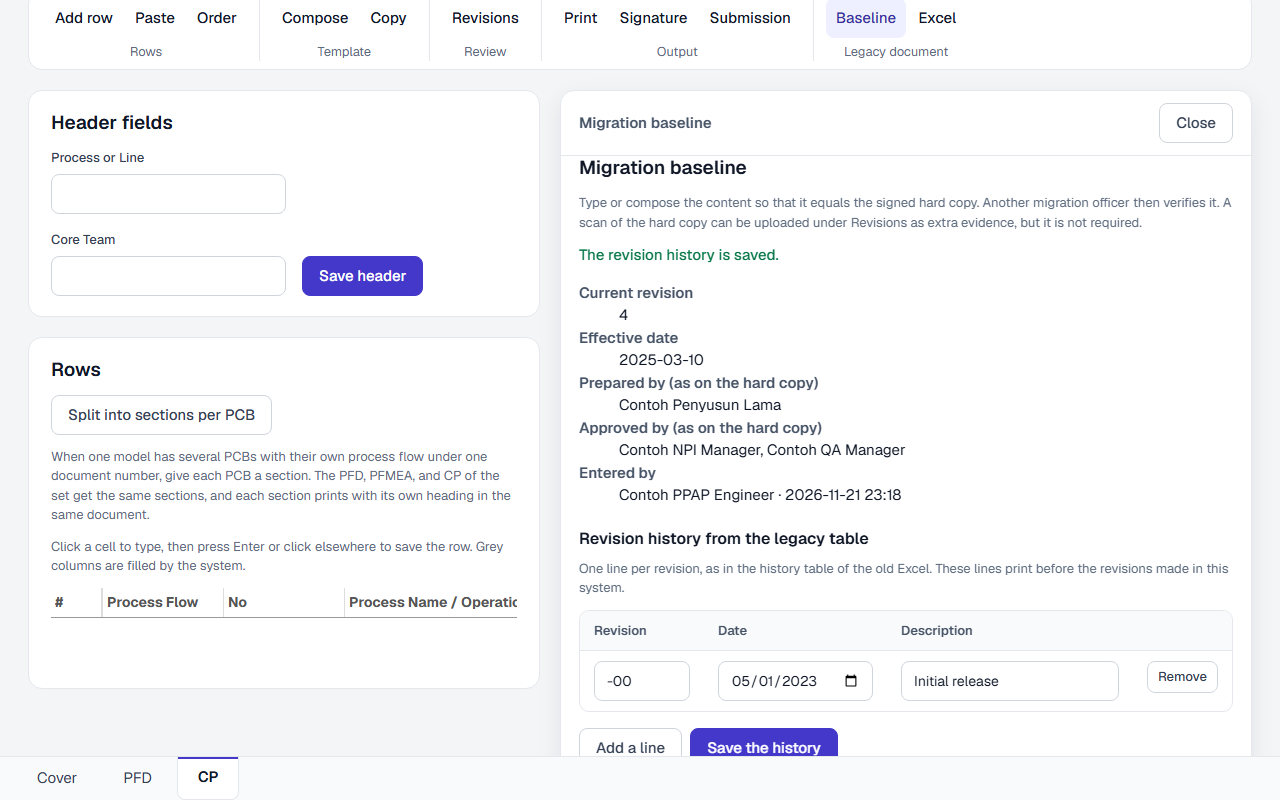 Add row Paste Order
Rows
Compose Copy
Template
Revisions
Review
Print Signature Submission
Output
Baseline Excel
Legacy document
Header fields
Process or Line
Core Team
Save header
Rows
Split into sections per PCB
When one model has several PCBs with their own process flow under one
document number, give each PCB a section. The PFD, PFMEA, and CP of the
set get the same sections, and each section prints with its own heading in the
same document.
Click a cell to type, then press Enter or click elsewhere to save the row. Grey
columns are filled by the system.
# Process Flow No Process Name / Operatio
Migration baseline
Close
Migration baseline
Type or compose the content so that it equals the signed hard copy. Another migration officer then verifies it. A
scan of the hard copy can be uploaded under Revisions as extra evidence, but it is not required.
The revision history is saved.
Current revision
4
Effective date
2025-03-10
Prepared by (as on the hard copy)
Contoh Penyusun Lama
Approved by (as on the hard copy)
Contoh NPI Manager, Contoh QA Manager
Entered by
Contoh PPAP Engineer · 2026-11-21 23:18
Revision history from the legacy table
One line per revision, as in the history table of the old Excel. These lines print before the revisions made in this
system.
Revision Date Description
-00 05/01/2023 Initial release Remove
Add a line Save the history
Cover PFD CP